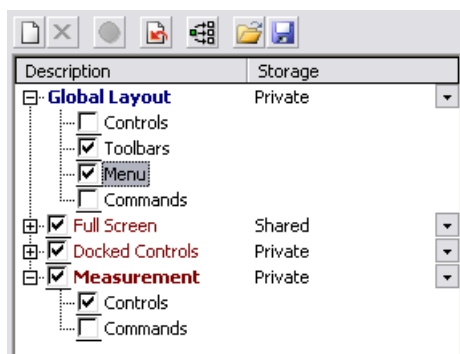 Description Storage
Global Layout Private
Controls
Toolbars
Menu
Commands
Full Screen Shared
Docked Controls Private
Measurement Private
Controls
Commands